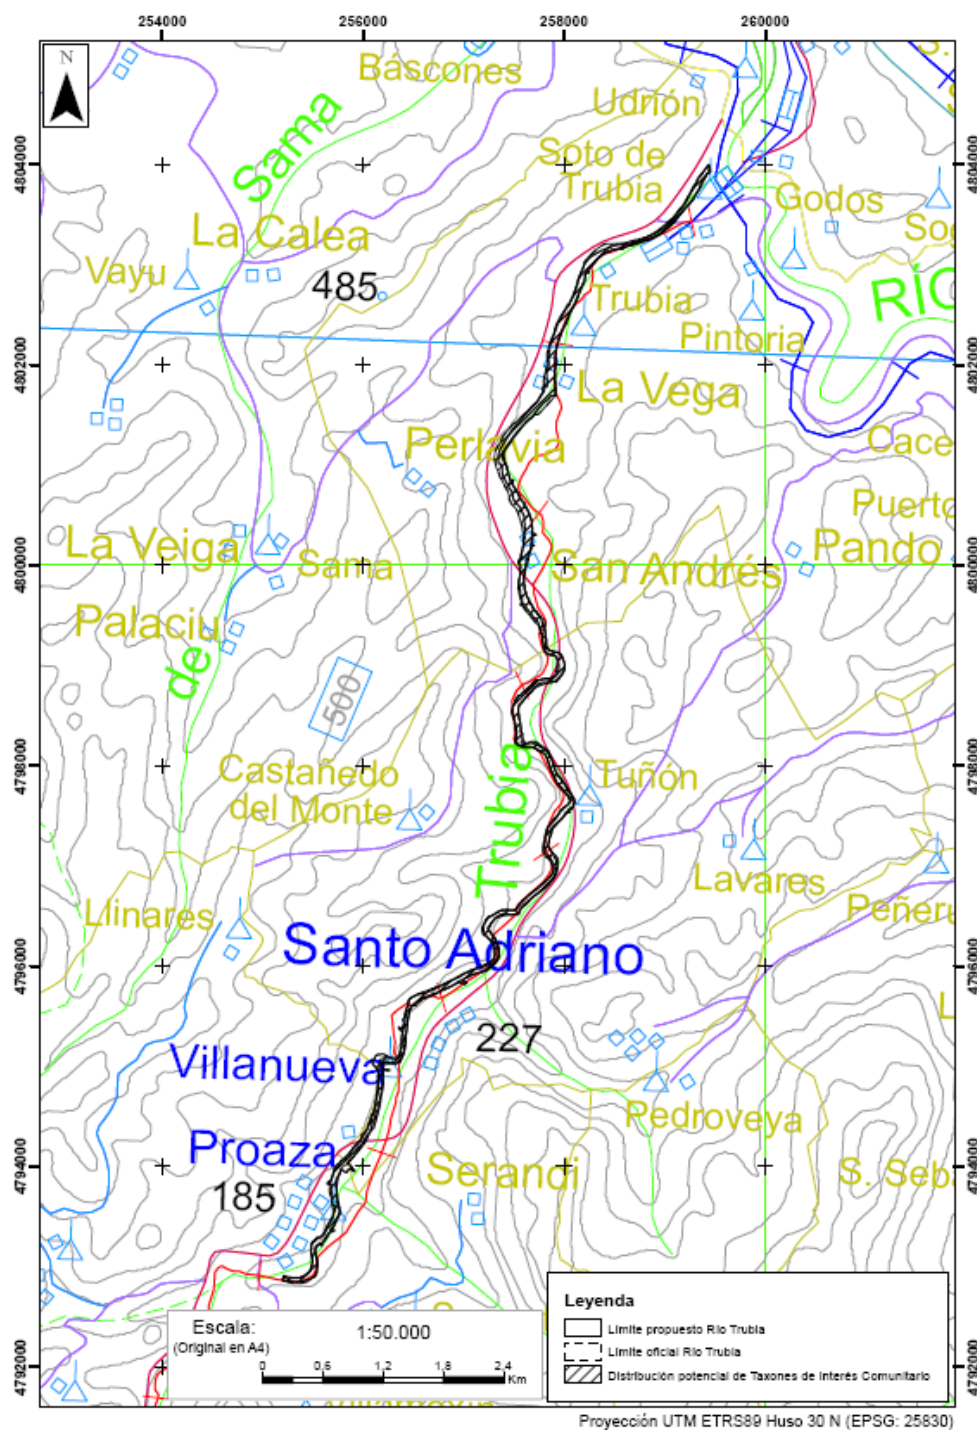 254000
256000
258000
260000
N
Báscones
S.
Udrión
Sama
4804000
Soto de
Trubia
4804000
Godos
La Calea
Vayu
485
Trubia
Pintoria
4802000
La Vega
4802000
Perlavia
Cace
Puerto
La Veiga
Pando
Sama
San Andrés
4800000
4800000
Palaciu
de
500
Castañedo
del Monte
Trubia
Tuñón
4798000
4798000
Lavares
Llinares
Peñeru
Santo Adriano
4796000
4796000
L
227
Villanueva
Pedroveya
Proaza
Serandi
S. Seba
4794000
4794000
185
Leyenda
Límite propuesto Río Trubia
Límite oficial Río Trubia
Distribución potencial de Taxones de Interés Comunitario
Escala:
1:50.000
(Original en A4)
0 0,6 1,2 1,8 2,4
Km
4792000
4792000
254000
256000
258000
260000
Proyección UTM ETRS89 Huso 30 N (EPSG: 25830)